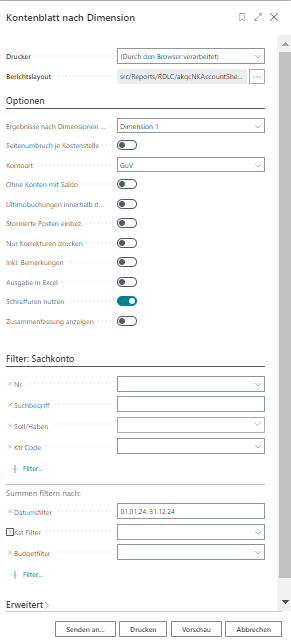 Kontenblatt nach Dimension
Drucker (Durch den Browser verarbeitet)
Berichtslayout src/Reports/RDLC/akqcNKAccountShe... ...
Optionen
Ergebnisse nach Dimensionen ... Dimension 1
Seitenumbruch je Kostenstelle
Kontoart GuV
Ohne Konten mit Saldo
Ultimobuchungen innerhalb d...
Stornierte Posten einbez.
Nur Korrekturen drucken
Inkl. Bemerkungen
Ausgabe in Excel
Schraffuren nutzen
Zusammenfassung anzeigen
Filter: Sachkonto
× Nr.
× Suchbegriff
× Soll/Haben
× Ktr Code
+ Filter...
Summen filtern nach:
× Datumsfilter 01.01.24..31.12.24
× Kst Filter
× Budgetfilter
+ Filter...
Erweitert >
Senden an... Drucken Vorschau Abbrechen